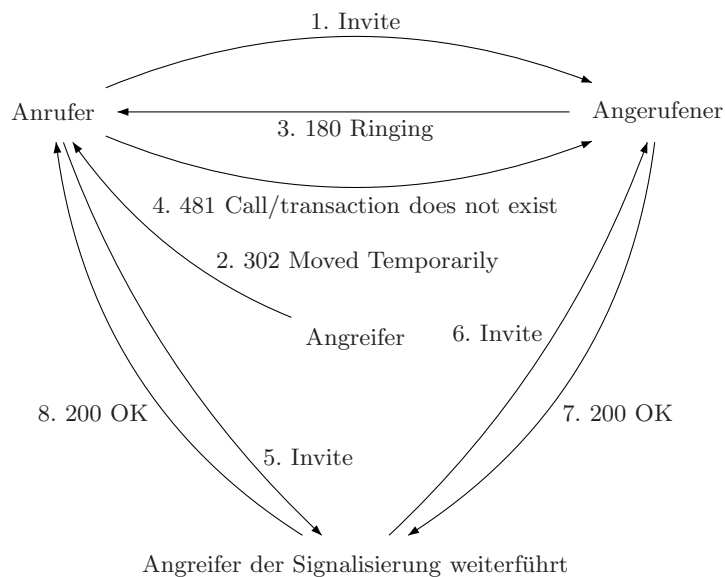 1. Invite
Anrufer
Angerufener
3. 180 Ringing
4. 481 Call/transaction does not exist
2. 302 Moved Temporarily
Angreifer
6. Invite
8. 200 OK
7. 200 OK
5. Invite
Angreifer der Signalisierung weiterführt